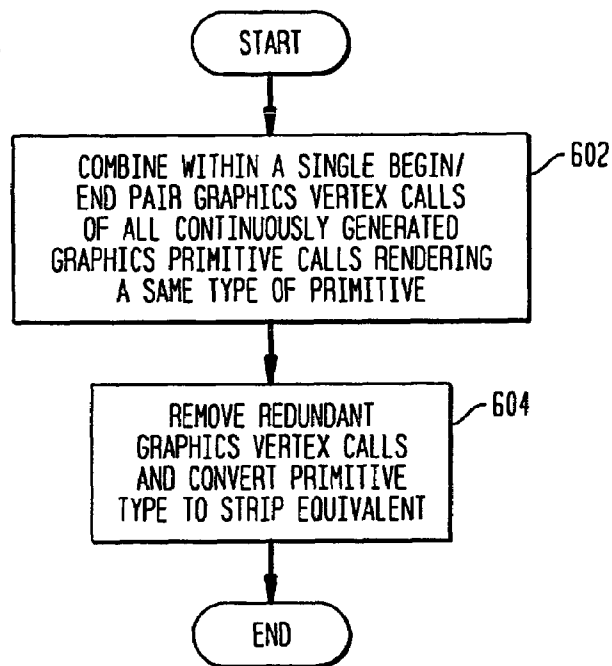 START
COMBINE WITHIN A SINGLE BEGIN/
END PAIR GRAPHICS VERTEX CALLS
OF ALL CONTINUOUSLY GENERATED
GRAPHICS PRIMITIVE CALLS RENDERING
A SAME TYPE OF PRIMITIVE
602
REMOVE REDUNDANT
GRAPHICS VERTEX CALLS
AND CONVERT PRIMITIVE
TYPE TO STRIP EQUIVALENT
604
END